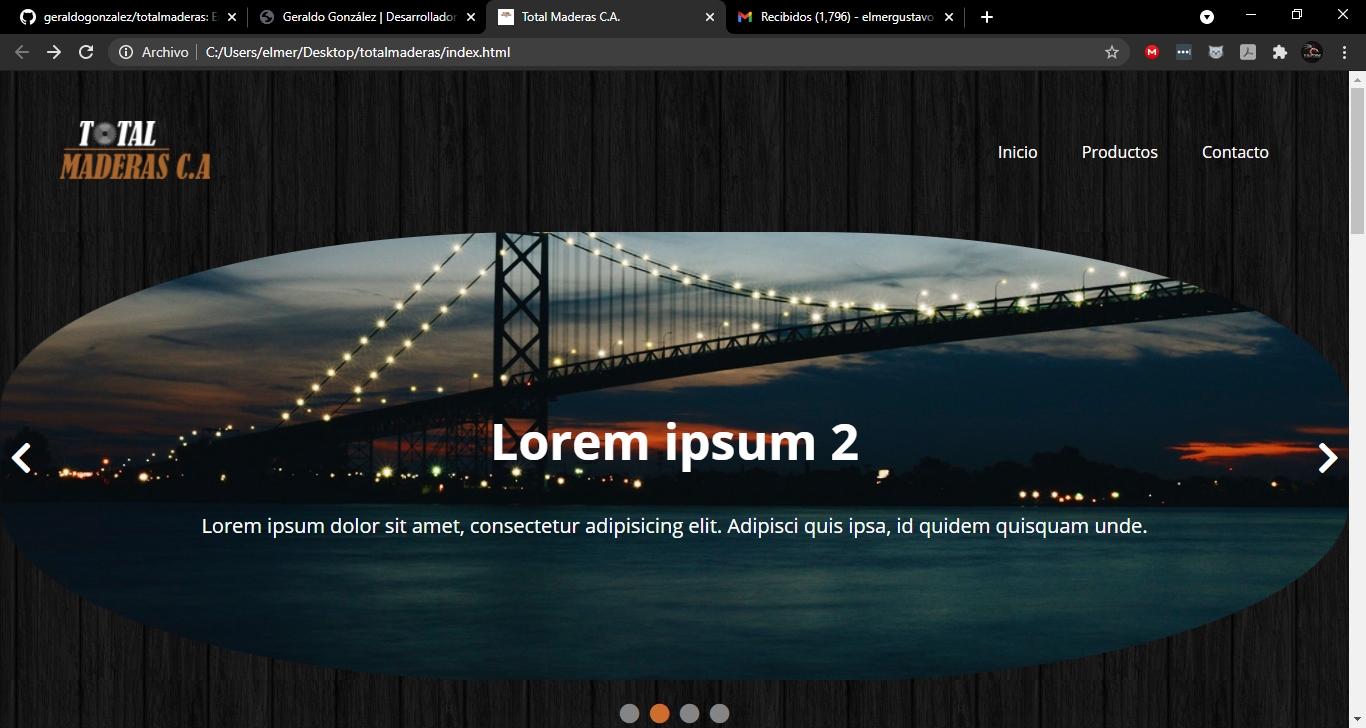 geraldogonzalez/totalmaderas: E
Geraldo González | Desarrollador
Total Maderas C.A.
Recibidos (1,796) - elmergustavo
Archivo
C:/Users/elmer/Desktop/totalmaderas/index.html
TOTAL
MADERAS C.A
Inicio
Productos
Contacto
Lorem ipsum 2
Lorem ipsum dolor sit amet, consectetur adipisicing elit. Adipisci quis ipsa, id quidem quisquam unde.